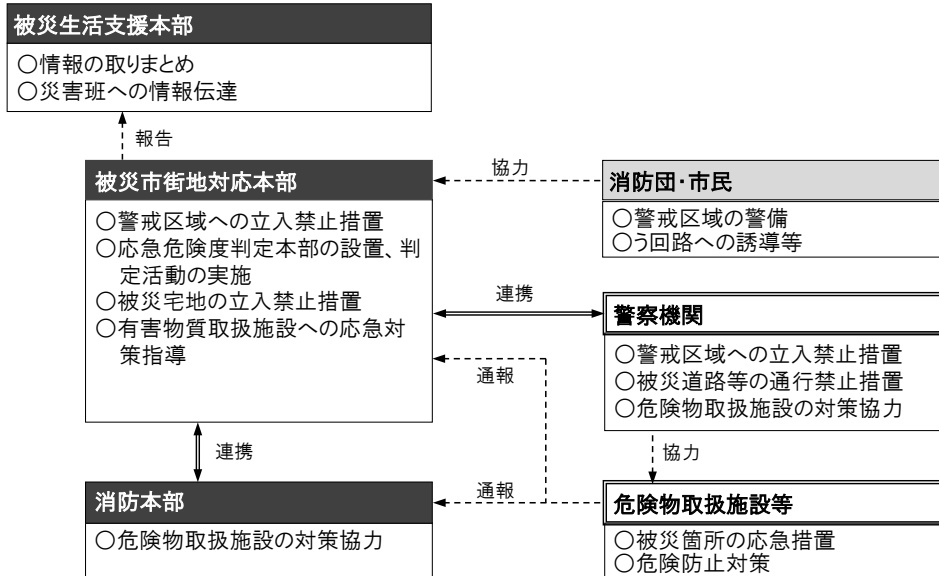 被災生活支援本部
○情報の取りまとめ
○災害班への情報伝達
報告
被災市街地対応本部
○警戒区域への立入禁止措置
○応急危険度判定本部の設置、判
定活動の実施
○被災宅地の立入禁止措置
○有害物質取扱施設への応急対
策指導
協力
消防団・市民
○警戒区域の警備
○う回路への誘導等
連携
警察機関
○警戒区域への立入禁止措置
○被災道路等の通行禁止措置
○危険物取扱施設の対策協力
通報
連携
協力
消防本部
○危険物取扱施設の対策協力
通報
危険物取扱施設等
○被災箇所の応急措置
○危険防止対策